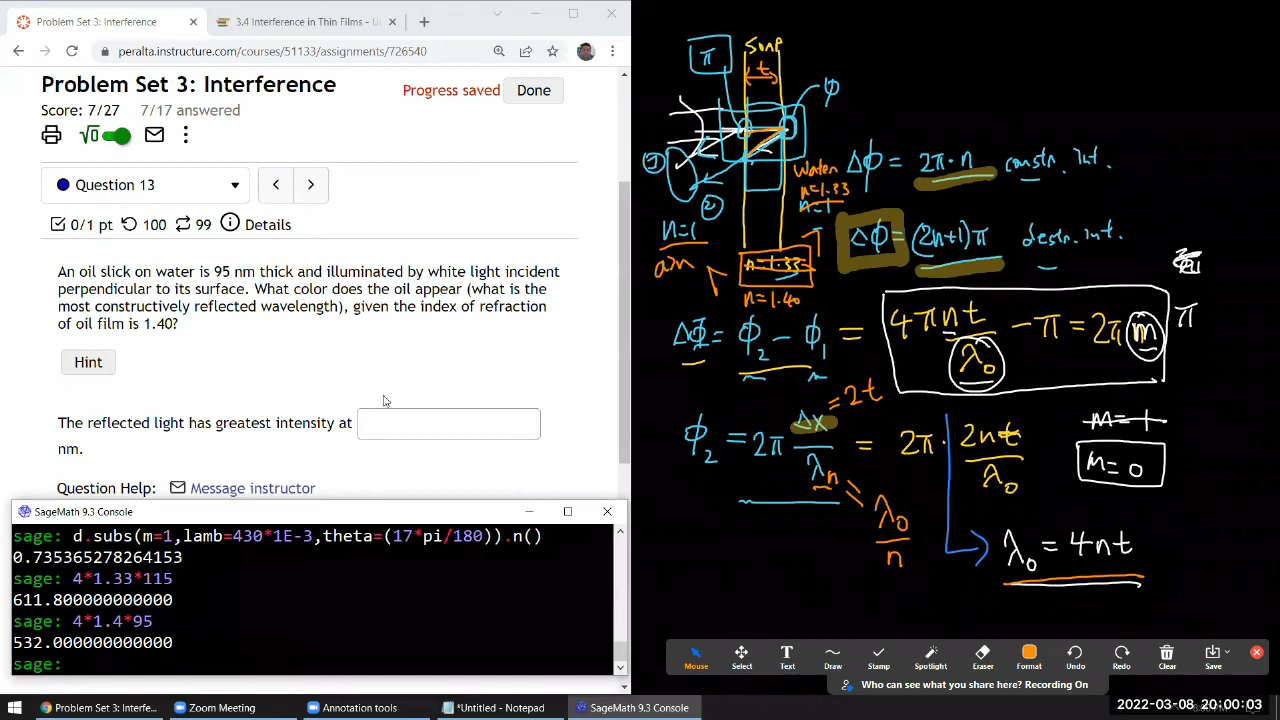 Problem Set 3: Interference
3.4 Interference in Thin Films - U
peralta.instructure.com/courses/51133/assignments/726540
Problem Set 3: Interference
Progress saved
Done
Score: 7/27 7/17 answered
√0
Question 13
0/1 pt 100 99 Details
An oil slick on water is 95 nm thick and illuminated by white light incident
perpendicular to its surface. What color does the oil appear (what is the
most constructively reflected wavelength), given the index of refraction
of oil film is 1.40?
Hint
The reflected light has greatest intensity at
nm.
Question Help: Message instructor
SageMath 9.3 Console
sage: d.subs(m=1,lamb=430*1E-3,theta=(17*pi/180)).n()
0.735365278264153
sage: 4*1.33*115
611.800000000000
sage: 4*1.4*95
532.000000000000
sage:
π
soap
t
φ
①
②
water
n=1.33
n=1
n=1
air
n=1.33
n=1.40
Δφ = 2π·n constr. int.
Δφ = (2n+1)π destr. int.
ΔΦ = φ₂ − φ₁ = 4πnt/λ₀ − π = 2π m
π
=2t
φ₂ = 2π Δx/λn = 2π · 2nt/λ₀
λ₀/n
m=1
m=0
λ₀ = 4nt
Mouse Select Text Draw Stamp Spotlight Eraser Format Undo Redo Clear Save
Who can see what you share here? Recording On
Problem Set 3: Interfe... Zoom Meeting Annotation tools *Untitled - Notepad SageMath 9.3 Console
2022-03-08 20:00:03